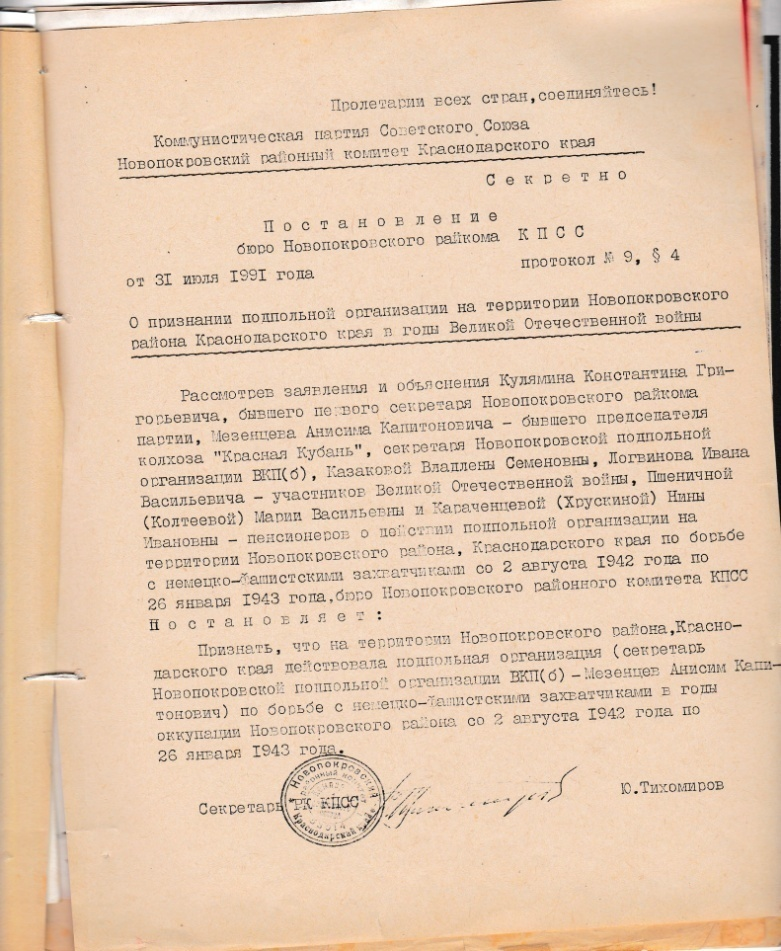 Пролетарии всех стран,соединяйтесь!
Коммунистическая партия Советского Союза
Новопокровский районный комитет Краснодарского края
С е к р е т н о
П о с т а н о в л е н и е
бюро Новопокровского райкома К П С С
от 31 июля 1991 года
протокол № 9, § 4
О признании подпольной организации на территории Новопокровского
района Краснодарского края в годы Великой Отечественной войны
Рассмотрев заявления и объяснения Кулямина Константина Гри-
горьевича, бывшего первого секретаря Новопокровского райкома
партии, Мезенцева Анисима Капитоновича - бывшего председателя
колхоза "Красная Кубань", секретаря Новопокровской подпольной
организации ВКП(б), Казаковой Владлены Семеновны, Логвинова Ивана
Васильевича - участников Великой Отечественной войны, Пшеничной
(Колтеевой) Марии Васильевны и Караченцевой (Хрускиной) Нины
Ивановны - пенсионеров о действии подпольной организации на
территории Новопокровского района, Краснодарского края по борьбе
с немецко-фашистскими захватчиками со 2 августа 1942 года по
26 января 1943 года,бюро Новопокровского районного комитета КПСС
П о с т а н о в л я е т :
Признать, что на территории Новопокровского района,Красно-
дарского края действовала подпольная организация (секретарь
Новопокровской подпольной организации ВКП(б) - Мезенцев Анисим Капи-
тонович) по борьбе с немецко-фашистскими захватчиками в годы
оккупации Новопокровского района со 2 августа 1942 года по
26 января 1943 года.
Секретарь РК КПСС
Ю.Тихомиров
Новопокровский
районный комитет
Краснодарский край